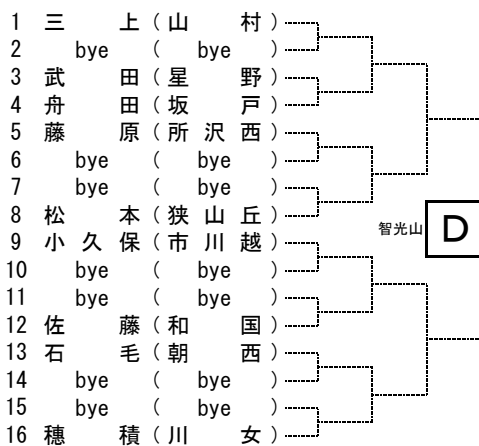 1 三 上 ( 山 村 )
2 bye ( bye )
3 武 田 ( 星 野 )
4 舟 田 ( 坂 戸 )
5 藤 原 ( 所 沢 西 )
6 bye ( bye )
7 bye ( bye )
8 松 本 ( 狭 山 丘 )
智光山 D
9 小 久 保 ( 市 川 越 )
10 bye ( bye )
11 bye ( bye )
12 佐 藤 ( 和 国 )
13 石 毛 ( 朝 西 )
14 bye ( bye )
15 bye ( bye )
16 穂 積 ( 川 女 )